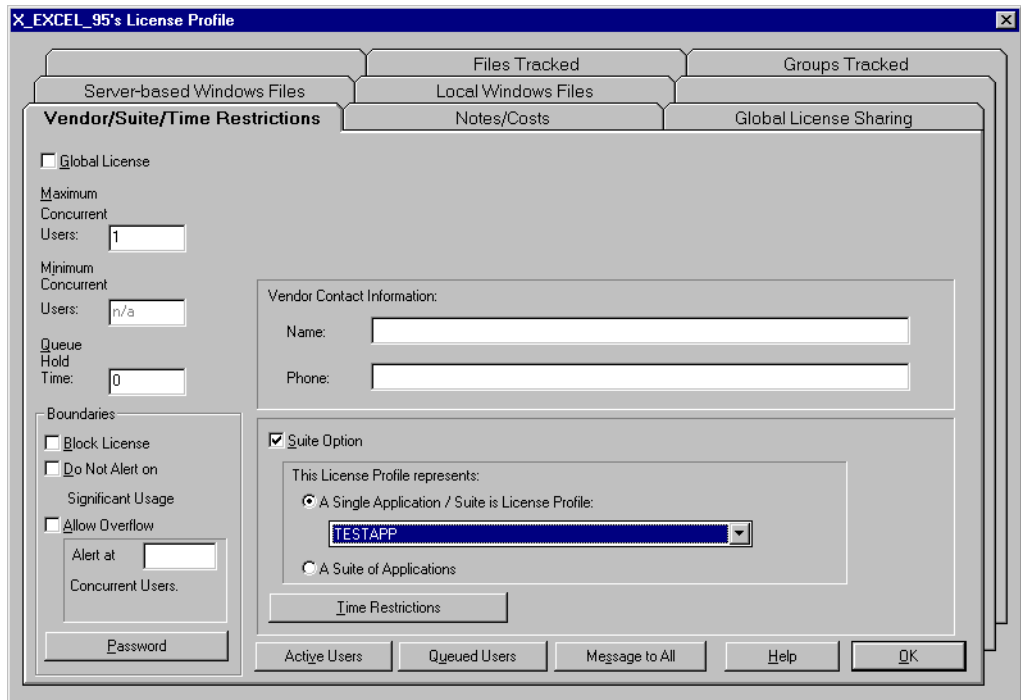 X_EXCEL_95's License Profile
Files Tracked
Groups Tracked
Server-based Windows Files
Local Windows Files
Vendor/Suite/Time Restrictions
Notes/Costs
Global License Sharing
Global License
Maximum
Concurrent
Users:
1
Minimum
Concurrent
Users:
n/a
Queue
Hold
Time:
0
Boundaries
Block License
Do Not Alert on
Significant Usage
Allow Overflow
Alert at
Concurrent Users.
Password
Vendor Contact Information:
Name:
Phone:
Suite Option
This License Profile represents:
A Single Application / Suite is License Profile:
TESTAPP
A Suite of Applications
Time Restrictions
Active Users
Queued Users
Message to All
Help
OK